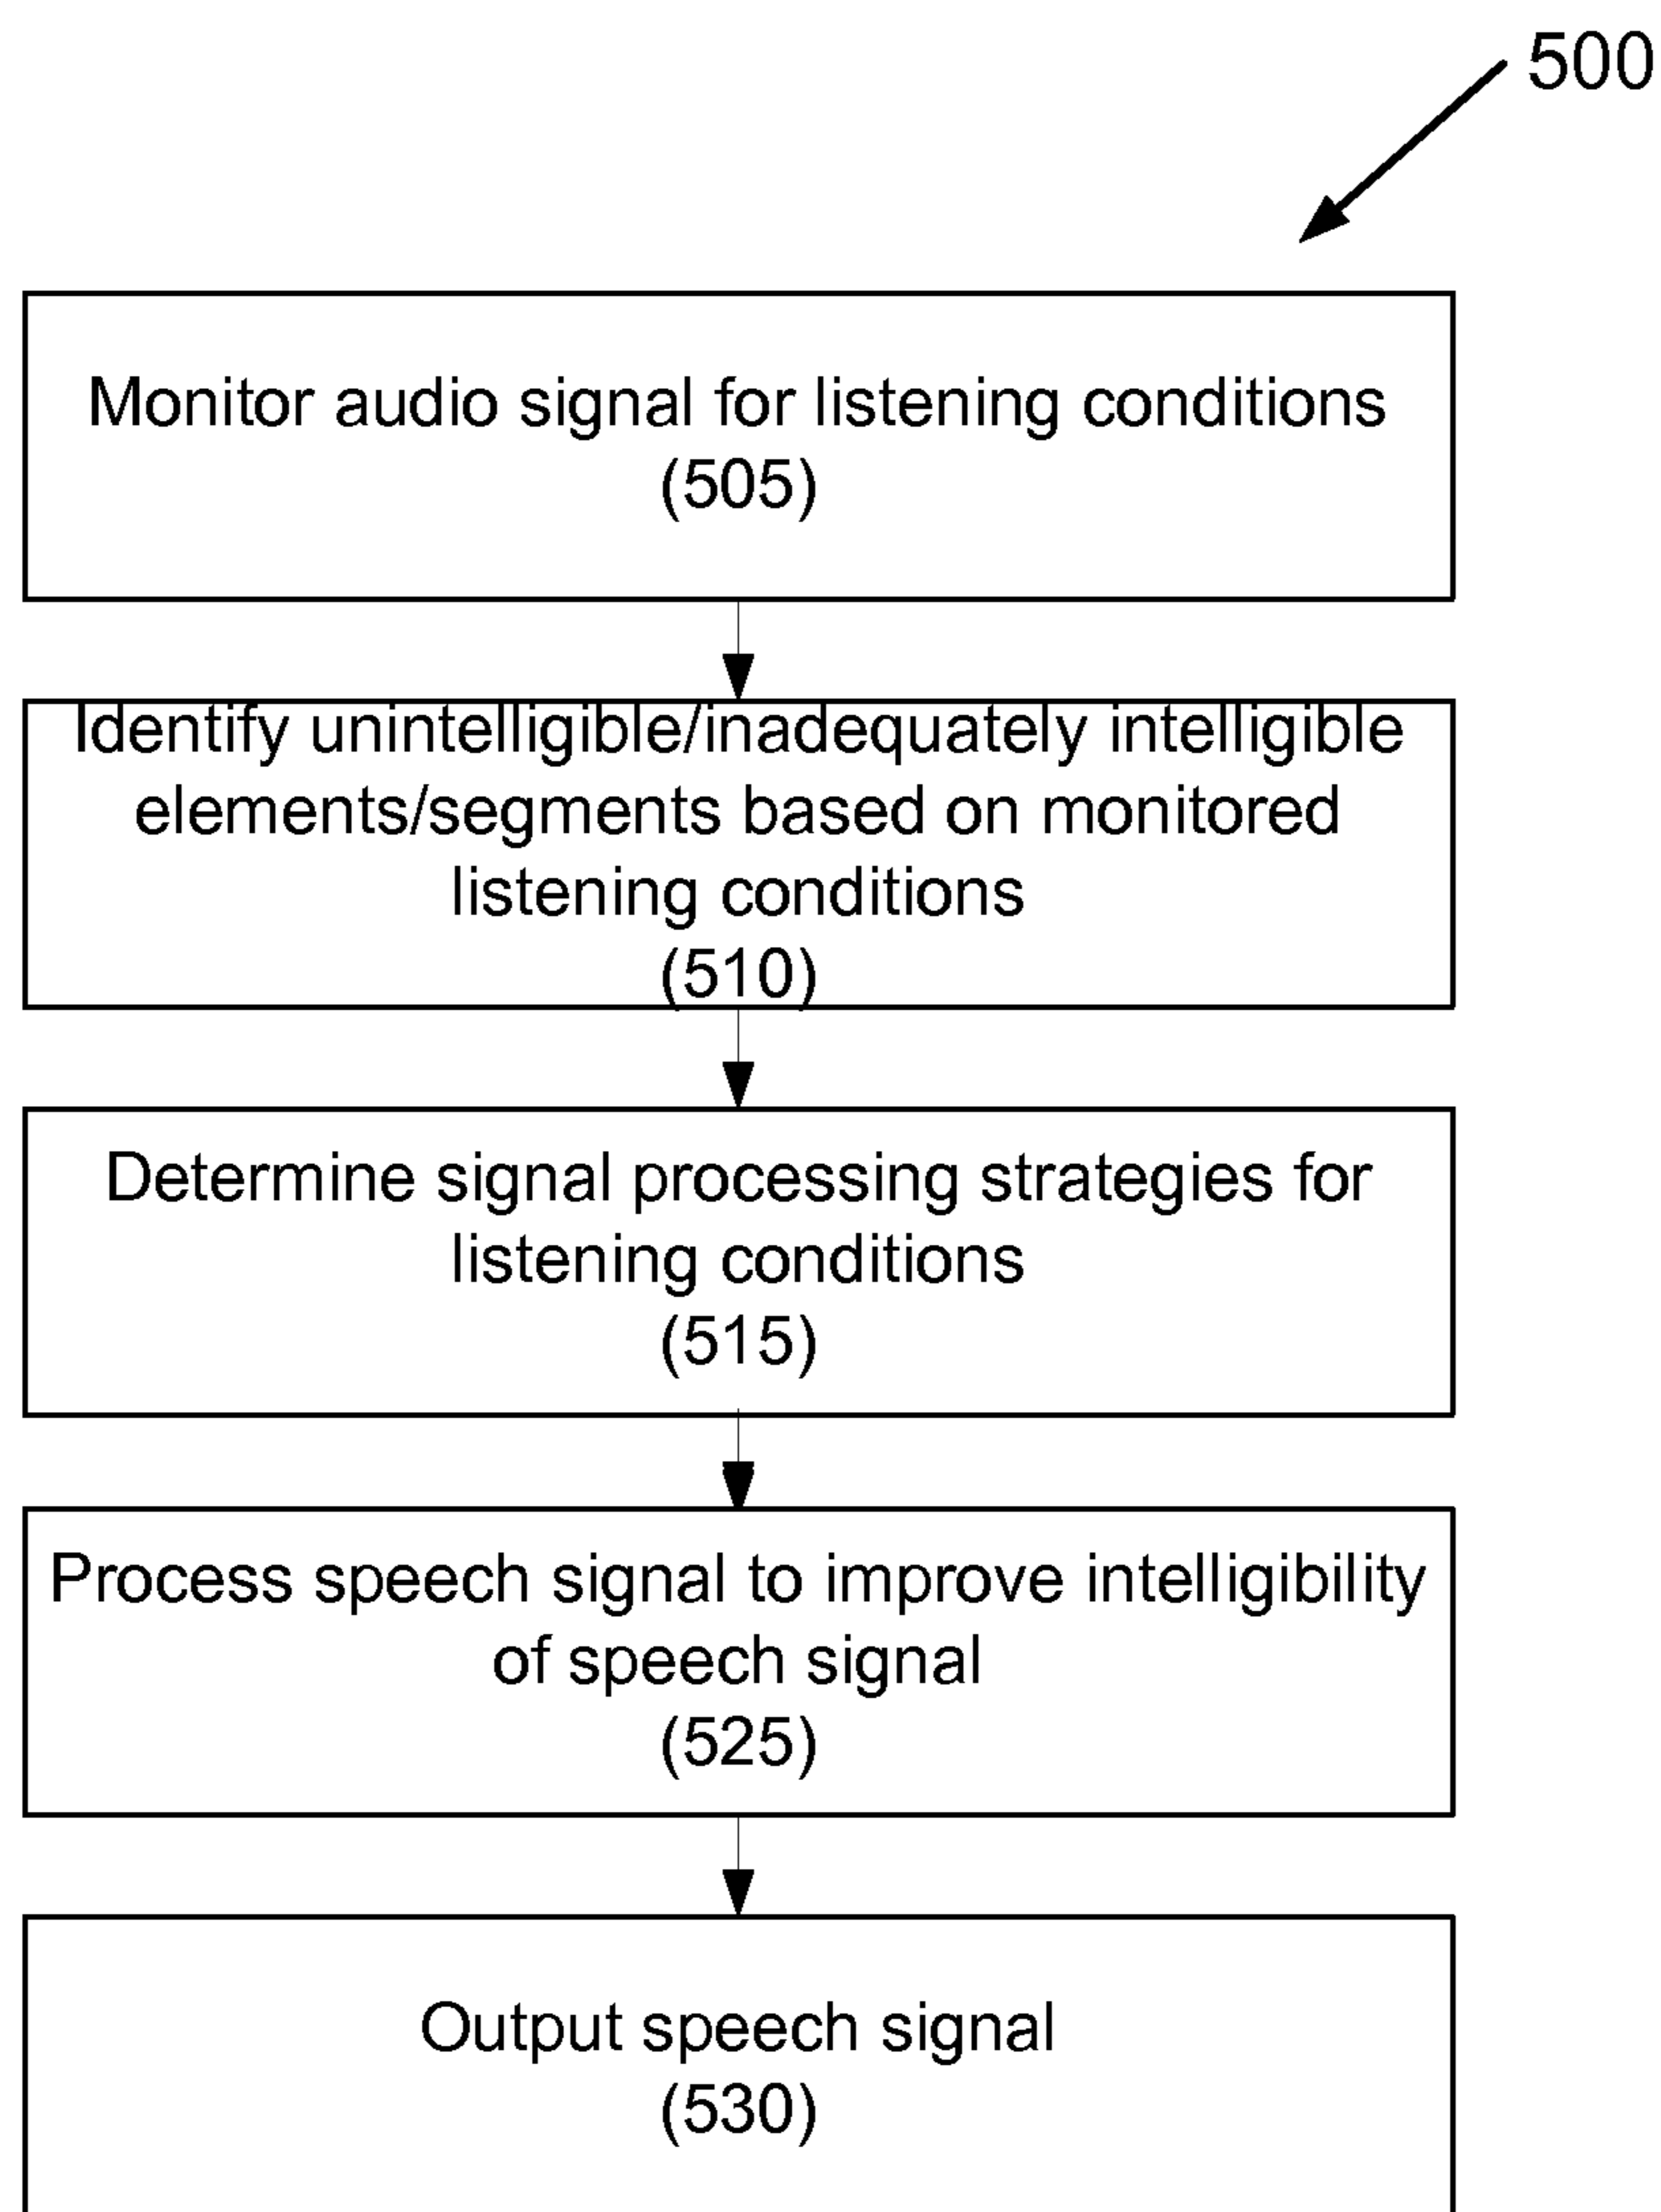 500
Monitor audio signal for listening conditions
(505)
Identify unintelligible/inadequately intelligible
elements/segments based on monitored
listening conditions
(510)
Determine signal processing strategies for
listening conditions
(515)
Process speech signal to improve intelligibility
of speech signal
(525)
Output speech signal
(530)